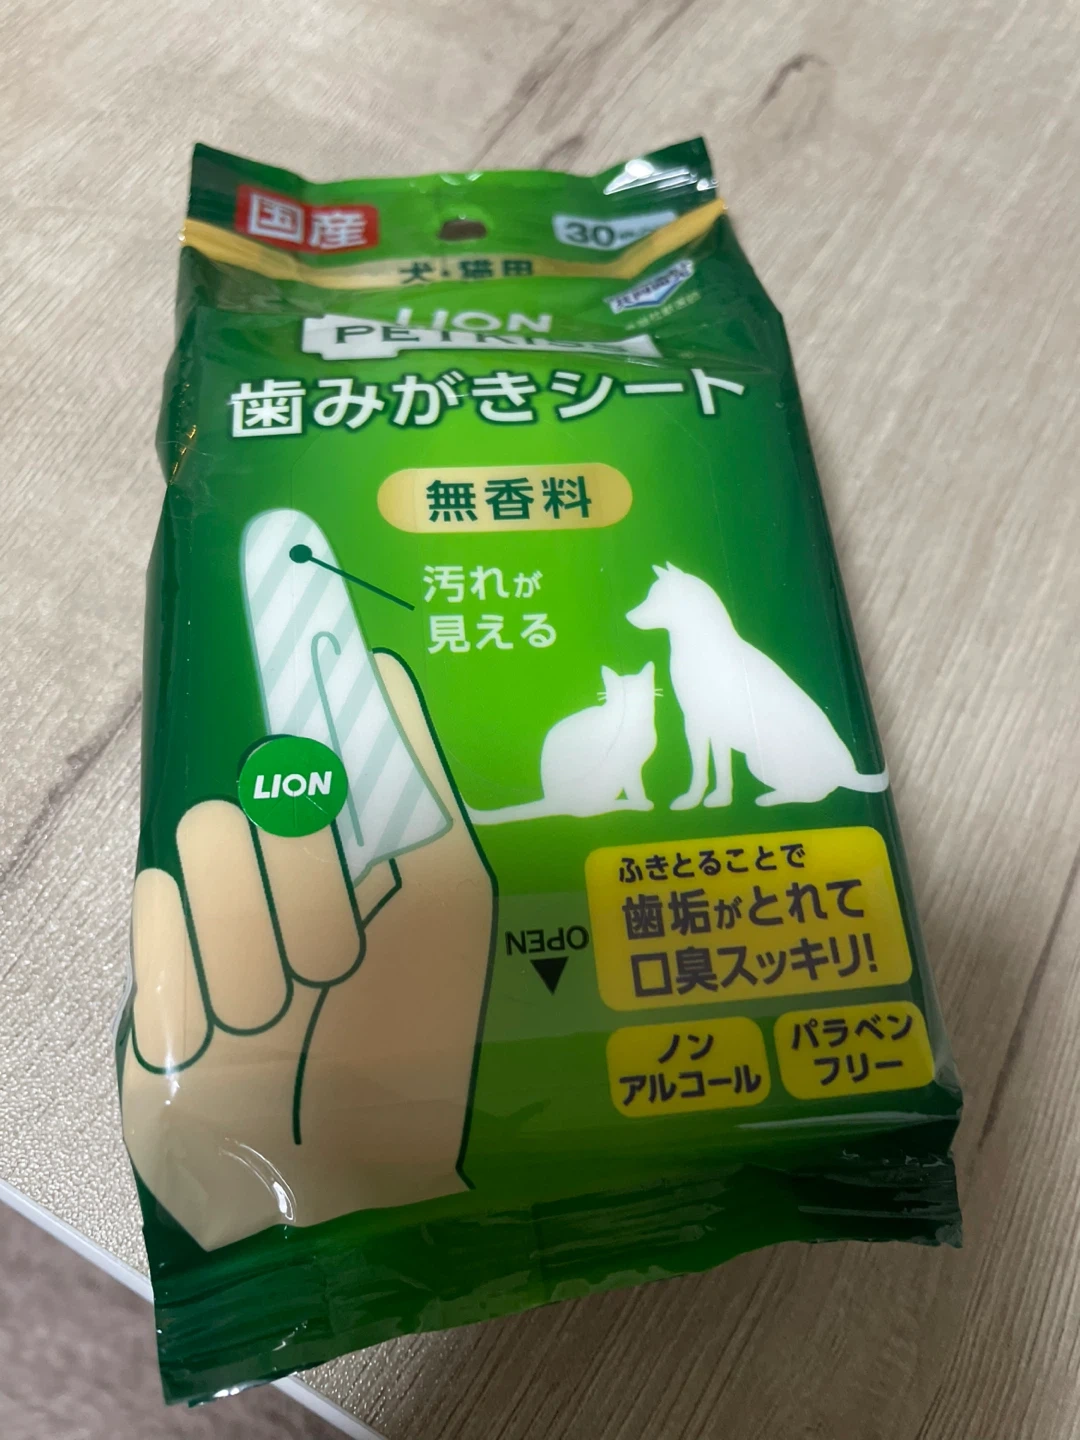 国産
30
犬・猫用
LION
PETKISS
歯みがきシート
無香料
汚れが
見える
LION
OPEN
ふきとることで
歯垢がとれて
口臭スッキリ!
ノン
アルコール
パラベン
フリー